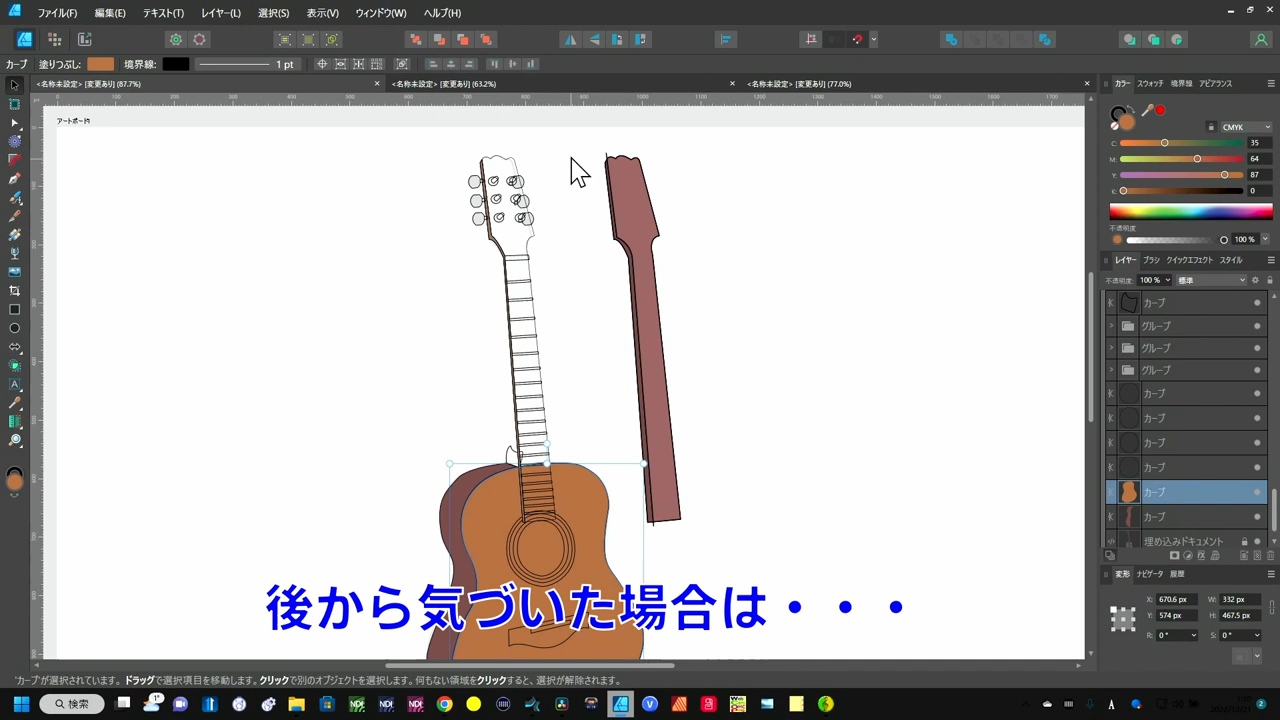 ファイル(F) 編集(E) テキスト(T) レイヤー(L) 選択(S) 表示(V) ウィンドウ(W) ヘルプ(H)
カーブ 塗りつぶし: 境界線: 1 pt
<名称未設定> [変更あり] (87.7%) <名称未設定> [変更あり] (63.2%) <名称未設定> [変更あり] (77.0%)
カラー スウォッチ 境界線 アピアランス
アートボード1
CMYK
C: 35
M: 64
Y: 87
K: 0
不透明度
100 %
レイヤー ブラシ クイックエフェクト スタイル
不透明度: 100 % 標準
カーブ
グループ
グループ
グループ
カーブ
カーブ
カーブ
カーブ
カーブ
カーブ
埋め込みドキュメント
変形 ナビゲータ 履歴
X: 670.6 px W: 332 px
Y: 574 px H: 467.5 px
R: 0 ° S: 0 °
後から気づいた場合は・・・
'カーブ'が選択されています。 ドラッグで選択項目を移動します。クリックで別のオブジェクトを選択します。何もない領域をクリックすると、選択が解除されます。
検索